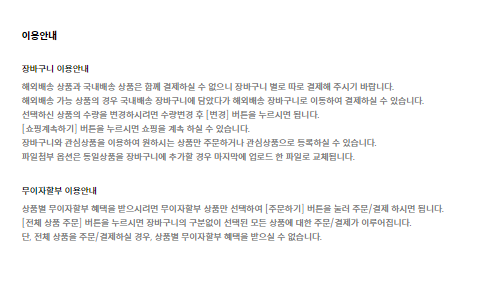 이용안내
장바구니 이용안내
해외배송 상품과 국내배송 상품은 함께 결제하실 수 없으니 장바구니 별로 따로 결제해 주시기 바랍니다.
해외배송 가능 상품의 경우 국내배송 장바구니에 담았다가 해외배송 장바구니로 이동하여 결제하실 수 있습니다.
선택하신 상품의 수량을 변경하시려면 수량변경 후 [변경] 버튼을 누르시면 됩니다.
[쇼핑계속하기] 버튼을 누르시면 쇼핑을 계속 하실 수 있습니다.
장바구니와 관심상품을 이용하여 원하시는 상품만 주문하거나 관심상품으로 등록하실 수 있습니다.
파일첨부 옵션은 동일상품을 장바구니에 추가할 경우 마지막에 업로드 한 파일로 교체됩니다.
무이자할부 이용안내
상품별 무이자할부 혜택을 받으시려면 무이자할부 상품만 선택하여 [주문하기] 버튼을 눌러 주문/결제 하시면 됩니다.
[전체 상품 주문] 버튼을 누르시면 장바구니의 구분없이 선택된 모든 상품에 대한 주문/결제가 이루어집니다.
단, 전체 상품을 주문/결제하실 경우, 상품별 무이자할부 혜택을 받으실 수 없습니다.